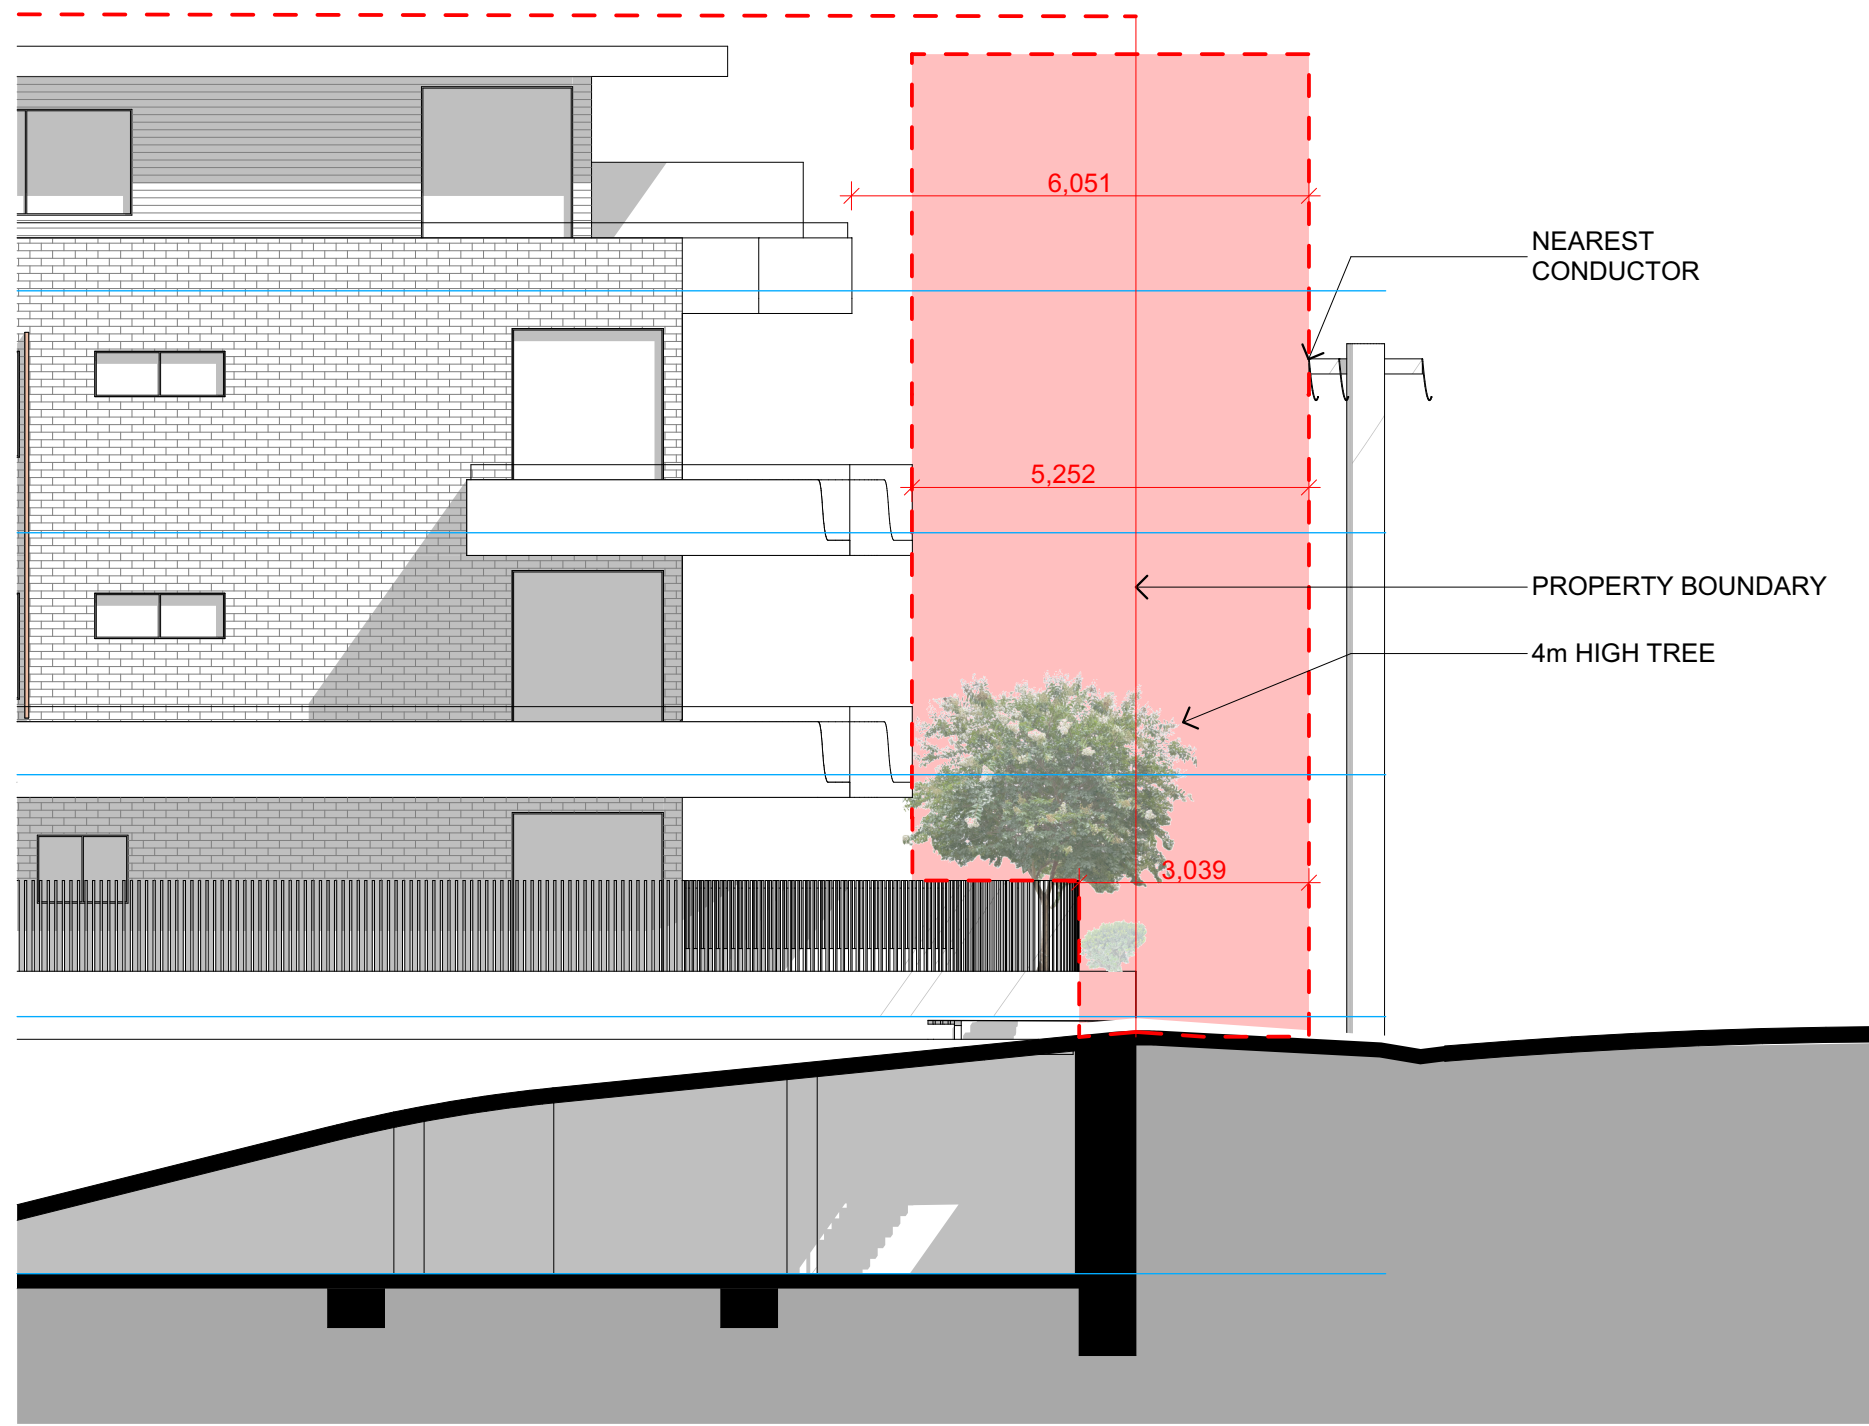 6,051
NEAREST
CONDUCTOR
5,252
PROPERTY BOUNDARY
4m HIGH TREE
3,039